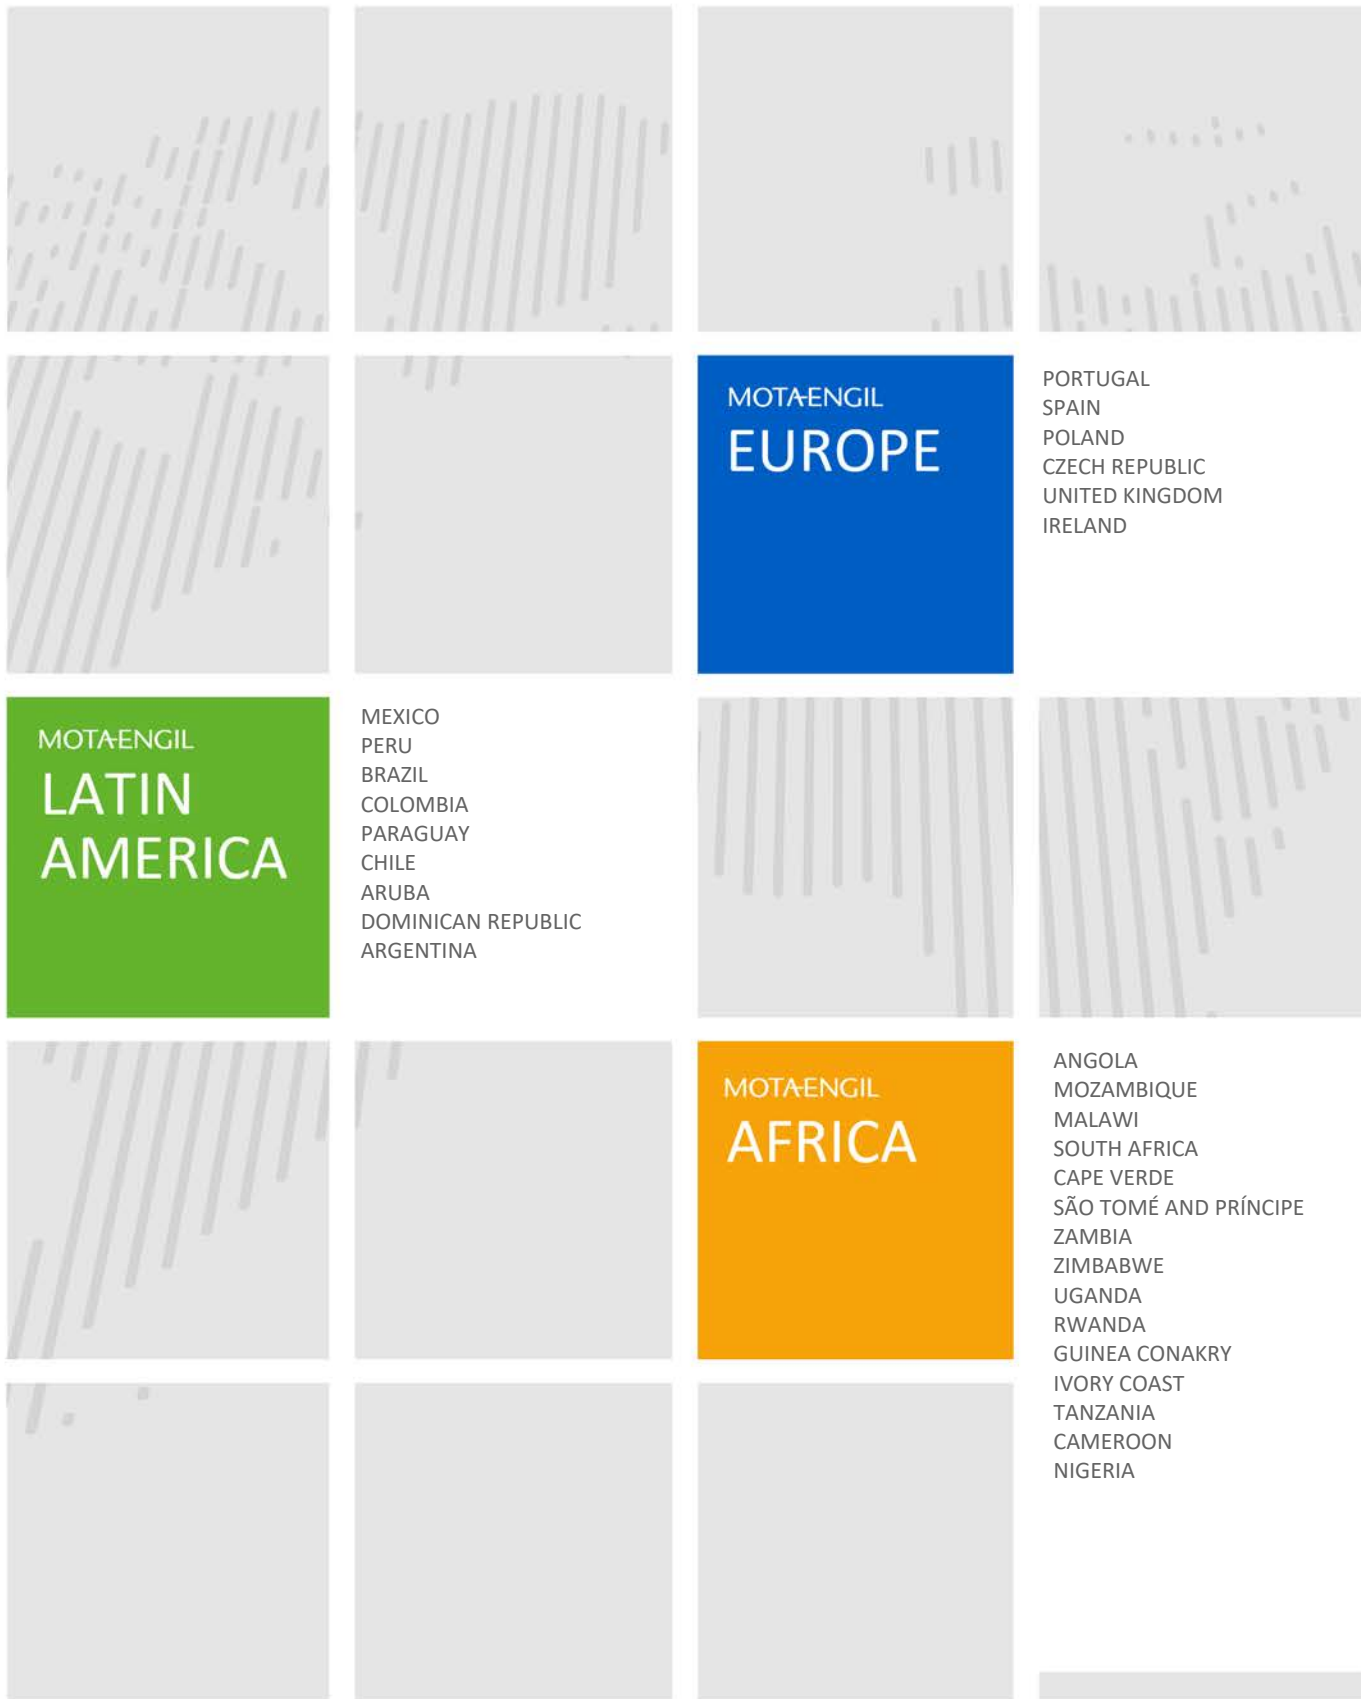 MOTA-ENGIL
EUROPE
PORTUGAL
SPAIN
POLAND
CZECH REPUBLIC
UNITED KINGDOM
IRELAND
MOTA-ENGIL
LATIN
AMERICA
MEXICO
PERU
BRAZIL
COLOMBIA
PARAGUAY
CHILE
ARUBA
DOMINICAN REPUBLIC
ARGENTINA
MOTA-ENGIL
AFRICA
ANGOLA
MOZAMBIQUE
MALAWI
SOUTH AFRICA
CAPE VERDE
SÃO TOMÉ AND PRÍNCIPE
ZAMBIA
ZIMBABWE
UGANDA
RWANDA
GUINEA CONAKRY
IVORY COAST
TANZANIA
CAMEROON
NIGERIA